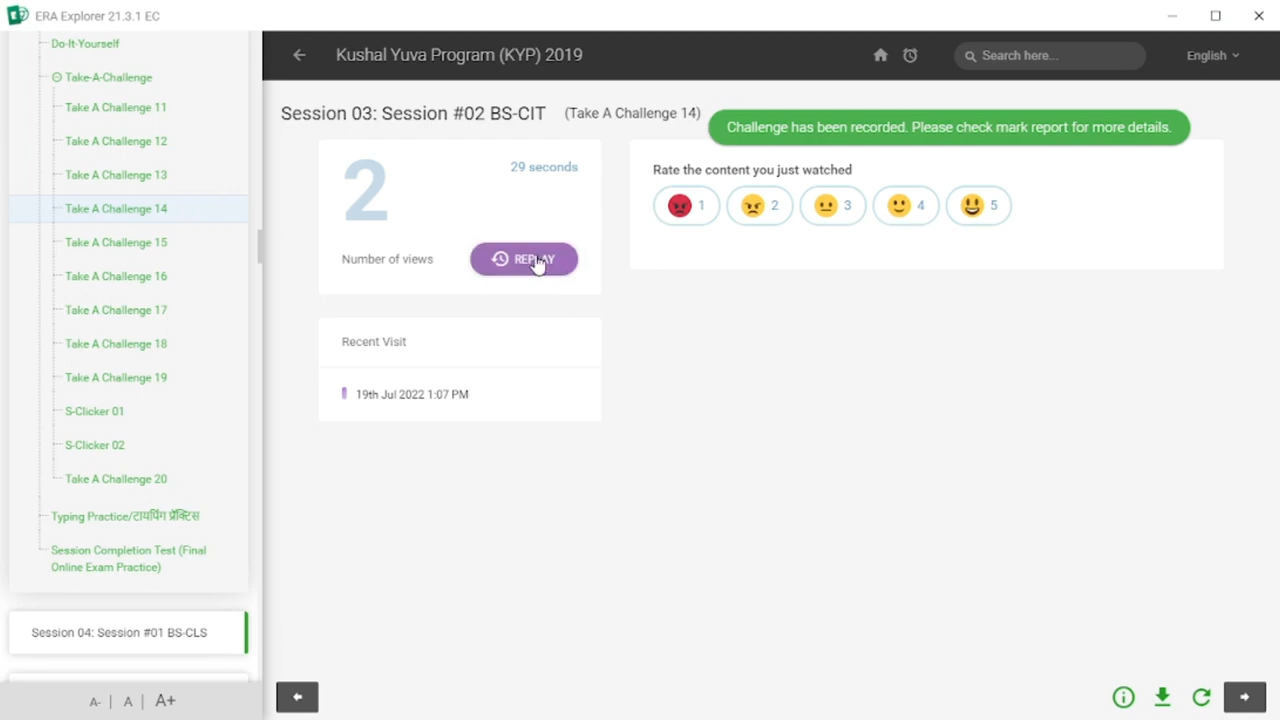 ERA Explorer 21.3.1 EC
Do-It-Yourself
Take-A-Challenge
Take A Challenge 11
Take A Challenge 12
Take A Challenge 13
Take A Challenge 14
Take A Challenge 15
Take A Challenge 16
Take A Challenge 17
Take A Challenge 18
Take A Challenge 19
S-Clicker 01
S-Clicker 02
Take A Challenge 20
Typing Practice/टायपिंग प्रॅक्टिस
Session Completion Test (Final
Online Exam Practice)
Session 04: Session #01 BS-CLS
A- | A | A+
Kushal Yuva Program (KYP) 2019
Search here...
English
Session 03: Session #02 BS-CIT (Take A Challenge 14)
Challenge has been recorded. Please check mark report for more details.
2
29 seconds
Number of views
REPLAY
Rate the content you just watched
1 2 3 4 5
Recent Visit
19th Jul 2022 1:07 PM